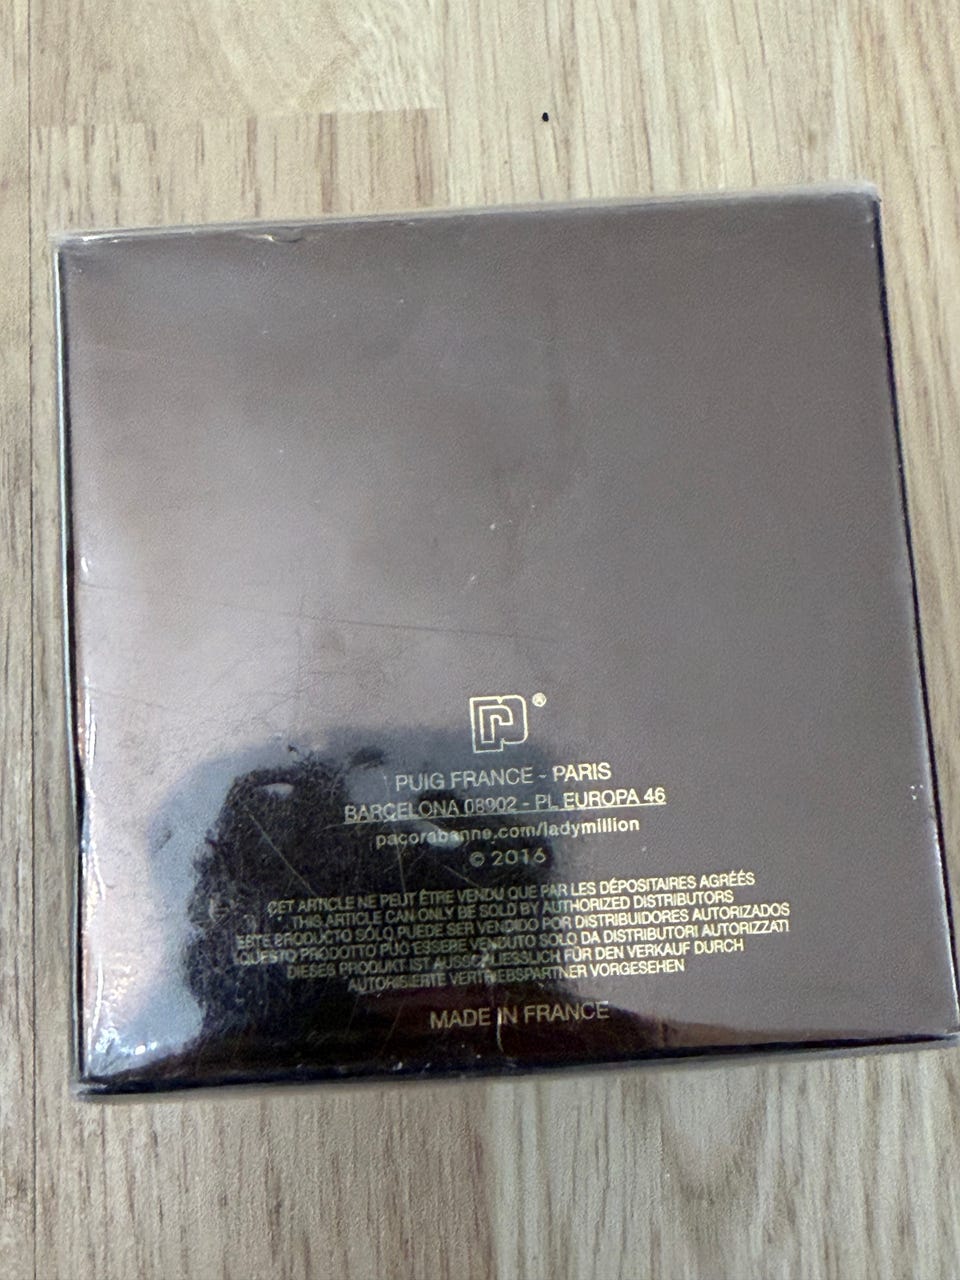 ®
PUIG FRANCE - PARIS
BARCELONA 08902 - PL EUROPA 46
pacorabanne.com/ladymillion
© 2016
CET ARTICLE NE PEUT ÊTRE VENDU QUE PAR LES DÉPOSITAIRES AGRÉÉS
THIS ARTICLE CAN ONLY BE SOLD BY AUTHORIZED DISTRIBUTORS
ESTE PRODUCTO SÓLO PUEDE SER VENDIDO POR DISTRIBUIDORES AUTORIZADOS
QUESTO PRODOTTO PUÒ ESSERE VENDUTO SOLO DA DISTRIBUTORI AUTORIZZATI
DIESES PRODUKT IST AUSSCHLIESSLICH FÜR DEN VERKAUF DURCH
AUTORISIERTE VERTRIEBSPARTNER VORGESEHEN
MADE IN FRANCE